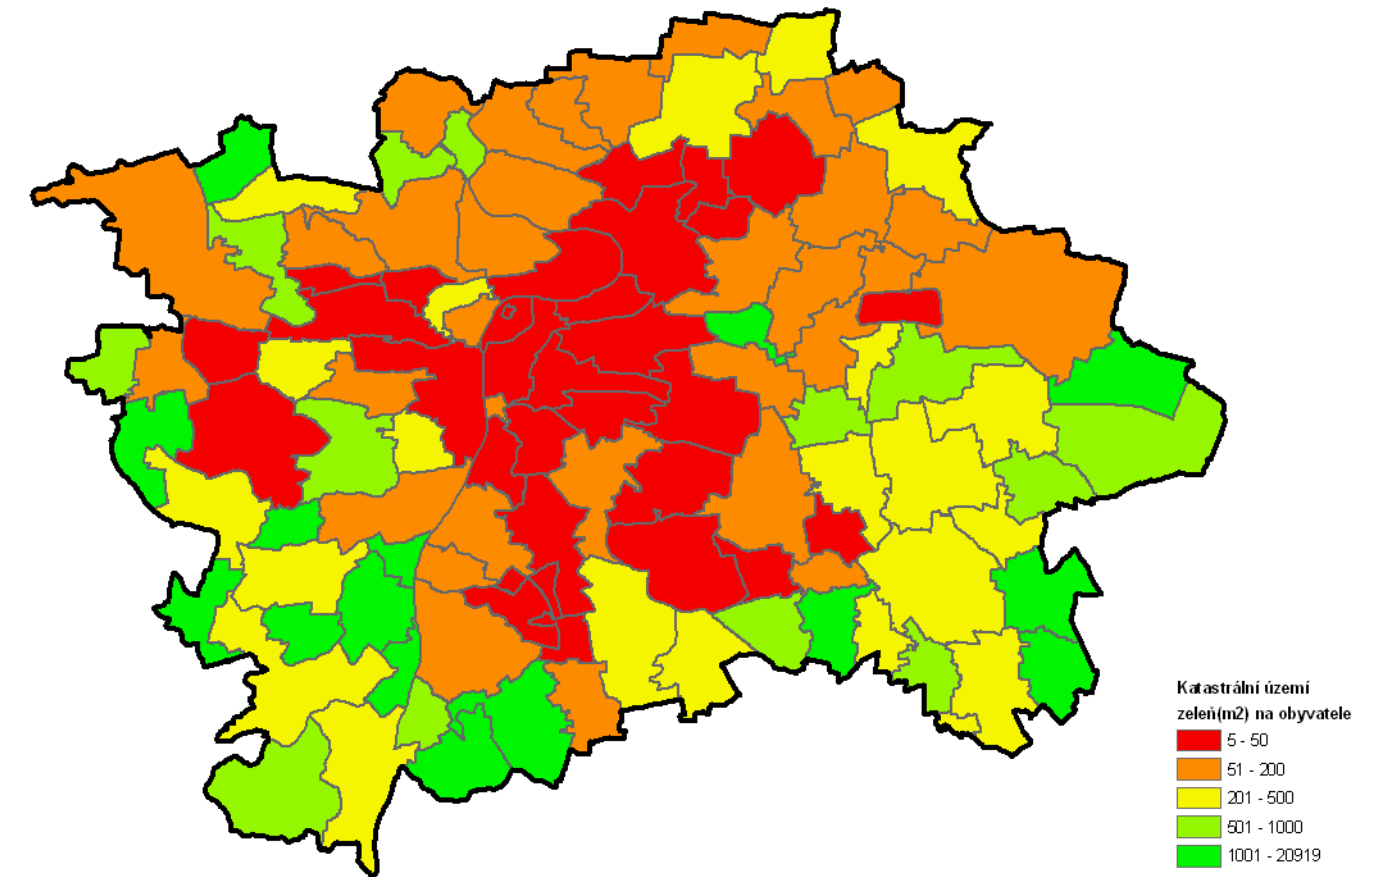 Katastrální území
zeleň(m2) na obyvatele
5 - 50
51 - 200
201 - 500
501 - 1000
1001 - 20919